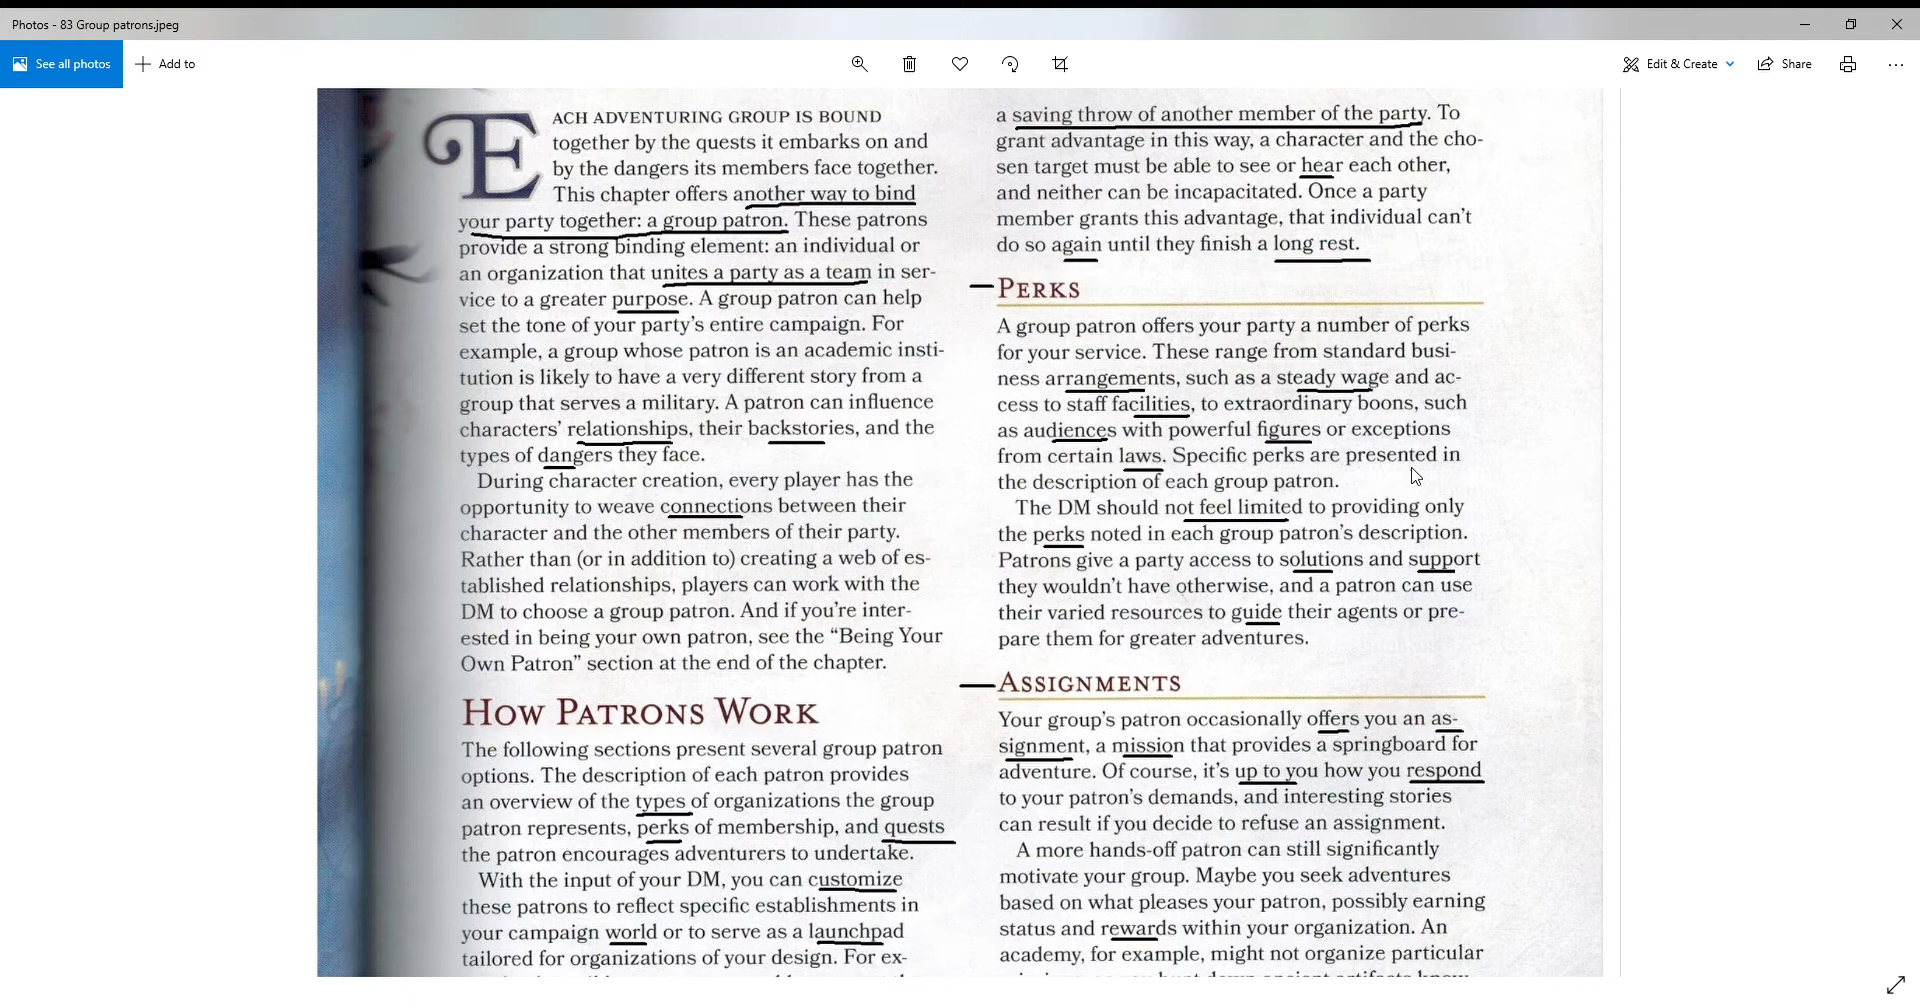 Photos - 83 Group patrons.jpeg
See all photos
Add to
Edit & Create
Share
EACH ADVENTURING GROUP IS BOUND
together by the quests it embarks on and
by the dangers its members face together.
This chapter offers another way to bind
your party together: a group patron. These patrons
provide a strong binding element: an individual or
an organization that unites a party as a team in ser-
vice to a greater purpose. A group patron can help
set the tone of your party's entire campaign. For
example, a group whose patron is an academic insti-
tution is likely to have a very different story from a
group that serves a military. A patron can influence
characters' relationships, their backstories, and the
types of dangers they face.
During character creation, every player has the
opportunity to weave connections between their
character and the other members of their party.
Rather than (or in addition to) creating a web of es-
tablished relationships, players can work with the
DM to choose a group patron. And if you're inter-
ested in being your own patron, see the “Being Your
Own Patron” section at the end of the chapter.
HOW PATRONS WORK
The following sections present several group patron
options. The description of each patron provides
an overview of the types of organizations the group
patron represents, perks of membership, and quests
the patron encourages adventurers to undertake.
With the input of your DM, you can customize
these patrons to reflect specific establishments in
your campaign world or to serve as a launchpad
tailored for organizations of your design. For ex-
a saving throw of another member of the party. To
grant advantage in this way, a character and the cho-
sen target must be able to see or hear each other,
and neither can be incapacitated. Once a party
member grants this advantage, that individual can't
do so again until they finish a long rest.
PERKS
A group patron offers your party a number of perks
for your service. These range from standard busi-
ness arrangements, such as a steady wage and ac-
cess to staff facilities, to extraordinary boons, such
as audiences with powerful figures or exceptions
from certain laws. Specific perks are presented in
the description of each group patron.
The DM should not feel limited to providing only
the perks noted in each group patron's description.
Patrons give a party access to solutions and support
they wouldn't have otherwise, and a patron can use
their varied resources to guide their agents or pre-
pare them for greater adventures.
ASSIGNMENTS
Your group's patron occasionally offers you an as-
signment, a mission that provides a springboard for
adventure. Of course, it's up to you how you respond
to your patron's demands, and interesting stories
can result if you decide to refuse an assignment.
A more hands-off patron can still significantly
motivate your group. Maybe you seek adventures
based on what pleases your patron, possibly earning
status and rewards within your organization. An
academy, for example, might not organize particular